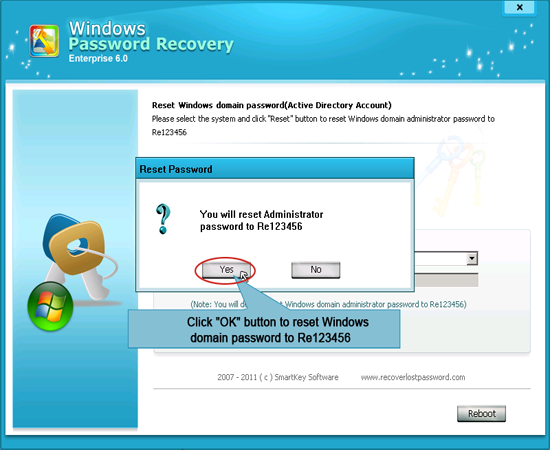 Windows
Password Recovery
Enterprise 6.0
x
Reset Windows domain password(Active Directory Account)
Please select the system and click "Reset" button to reset Windows domain administrator password to
Re123456
Reset Password
You will reset Administrator
password to Re123456
Yes
No
(Note: You will Windows domain administrator password to Re123456)
Click "OK" button to reset Windows
domain password to Re123456
2007 - 2011 ( c ) SmartKey Software www.recoverlostpassword.com
Reboot